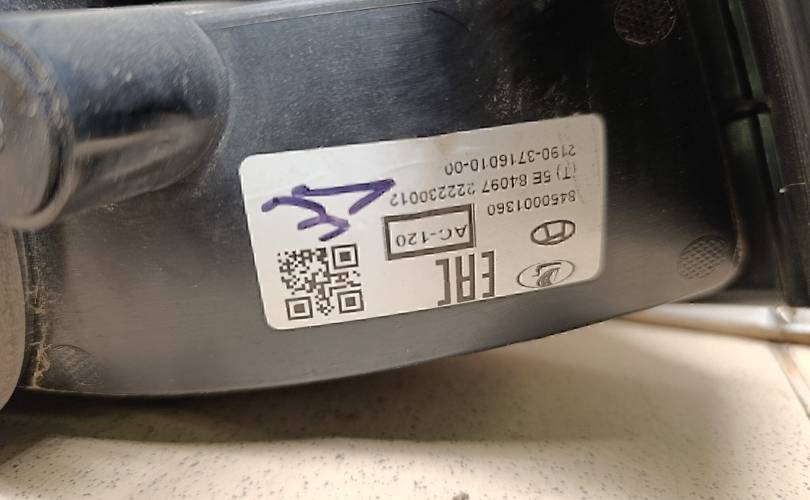 EAC
AC-120
8450001360
(T) 5E 84097 222230012
2190-3716010-00